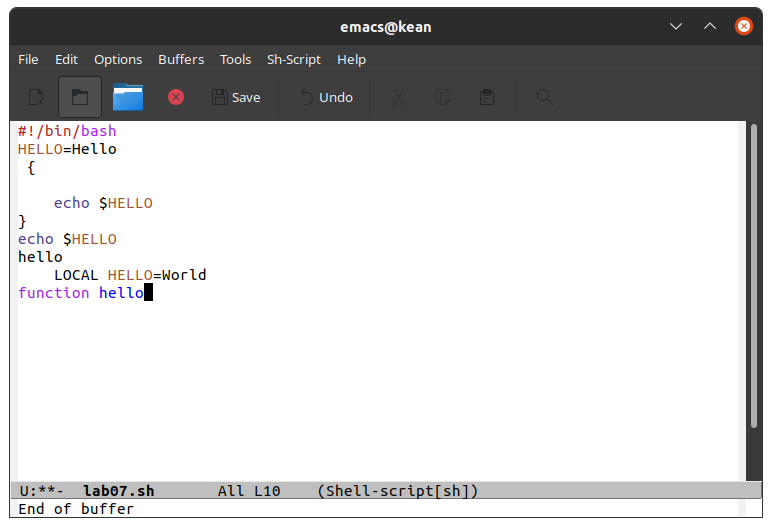 emacs@kean
File Edit Options Buffers Tools Sh-Script Help
Save Undo
#!/bin/bash
HELLO=Hello
{
echo $HELLO
}
echo $HELLO
hello
LOCAL HELLO=World
function hello
U:**- lab07.sh All L10 (Shell-script[sh])
End of buffer